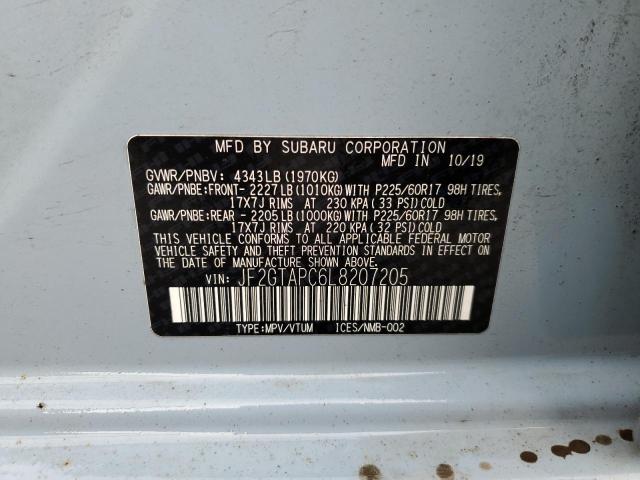 MFD BY SUBARU CORPORATION
MFD IN 10/19
GVWR/PNBV: 4343LB (1970KG)
GAWR/PNBE:FRONT- 2227LB(1010KG)WITH P225/60R17 98H TIRES,
17X7J RIMS AT 230 KPA (33 PSI)COLD
GAWR/PNBE:REAR - 2205LB(1000KG)WITH P225/60R17 98H TIRES,
17X7J RIMS AT 220 KPA (32 PSI)COLD
THIS VEHICLE CONFORMS TO ALL APPLICABLE FEDERAL MOTOR
VEHICLE SAFETY AND THEFT PREVENTION STANDARDS
IN EFFECT ON THE DATE OF MANUFACTURE SHOWN ABOVE.
VIN: JF2GTAPC6L8207205
TYPE:MPV/VTUM ICES/NMB-002